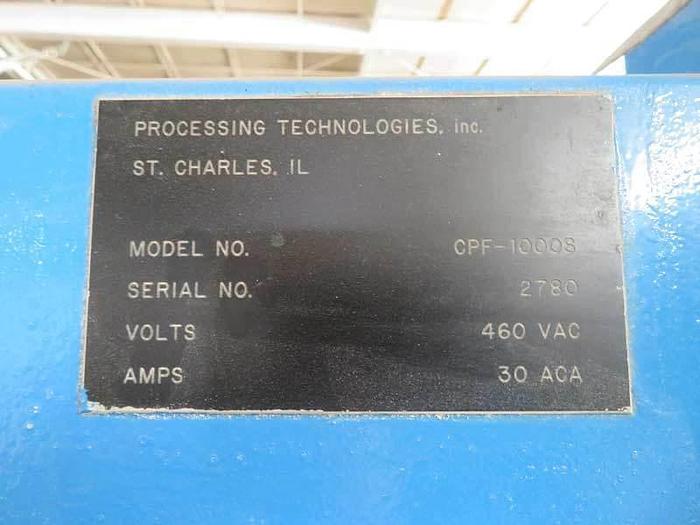 PROCESSING TECHNOLOGIES, inc.
ST. CHARLES, IL
MODEL NO. CPF-1000S
SERIAL NO. 2780
VOLTS 460 VAC
AMPS 30 ACA